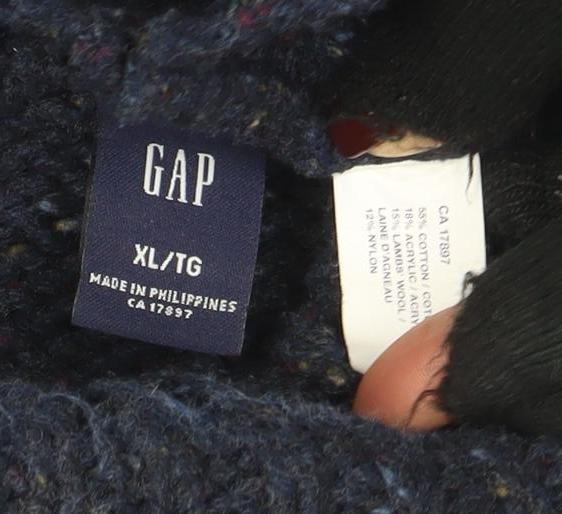 GAP
XL/TG
MADE IN PHILIPPINES
CA 17897
CA 17897
55% COTTON / COT
18% ACRYLIC / ACRY
15% LAMBS' WOOL /
LAINE D'AGNEAU
12% NYLON